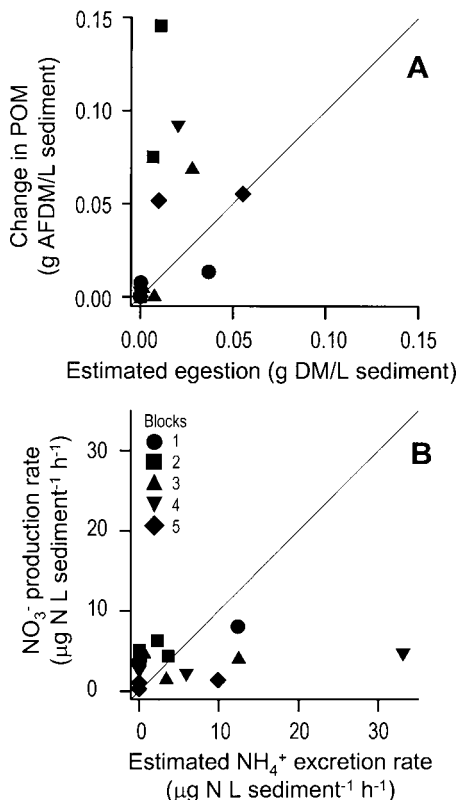 0.15
A
0.10
0.05
0.00
Change in POM
(g AFDM/L sediment)
0.00 0.05 0.10 0.15
Estimated egestion (g DM/L sediment)
Blocks
1
2
3
4
5
B
30
20
10
0
NO₃⁻ production rate
(µg N L sediment⁻¹ h⁻¹)
0 10 20 30
Estimated NH₄⁺ excretion rate
(µg N L sediment⁻¹ h⁻¹)